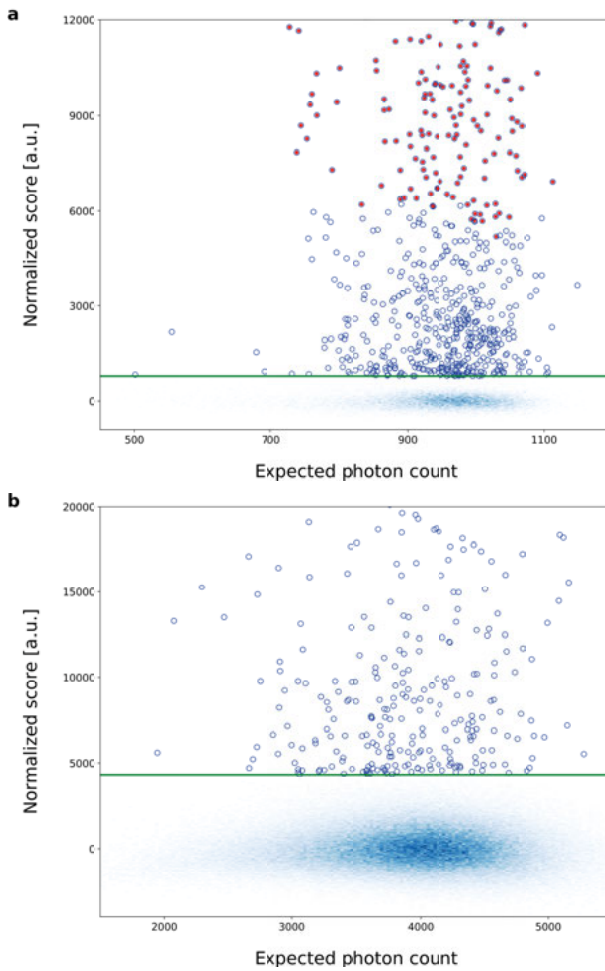 a
Normalized score [a.u.]
12000
9000
6000
3000
0
500 700 900 1100
Expected photon count
b
Normalized score [a.u.]
20000
15000
10000
5000
0
2000 3000 4000 5000
Expected photon count